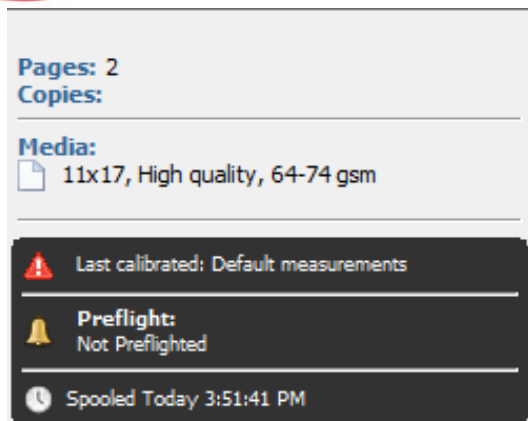 Pages: 2
Copies:
Media:
11x17, High quality, 64-74 gsm
Last calibrated: Default measurements
Preflight:
Not Preflighted
Spooled Today 3:51:41 PM